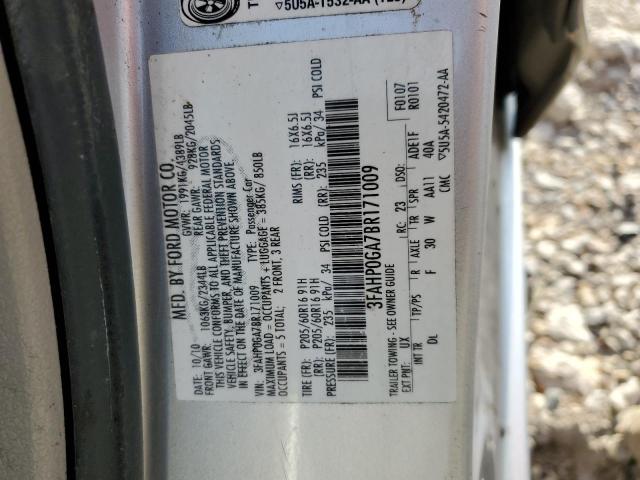 5U5A-1532-AA
MFD. BY FORD MOTOR CO.
10/10 GVWR: 1991KG/4389LB
FRONT GAWR: 1063KG/2344LB REAR GAWR: 928KG/2045LB
THIS VEHICLE CONFORMS TO ALL APPLICABLE FEDERAL MOTOR
VEHICLE SAFETY, BUMPER, AND THEFT PREVENTION STANDARDS
IN EFFECT ON THE DATE OF MANUFACTURE SHOWN ABOVE.
VIN: 3FAHP0GA7BR171009 TYPE: Passenger Car
MAXIMUM LOAD = OCCUPANTS + LUGGAGE = 385KG/ 850LB
OCCUPANTS = 5 TOTAL: 2 FRONT, 3 REAR
TIRE (FR): P205/60R16 91H RIMS (FR): 16X6.5J
(RR): P205/60R16 91H (RR): 16X6.5J
PRESSURE (FR): 235 kPa/ 34 PSI COLD (RR): 235 kPa/ 34 PSI COLD
3FAHP0GA7BR171009
F0107
R0101
TRAILER TOWING - SEE OWNER GUIDE
EXT PNT: UX RC: 23 DSO:
INT TR TP/PS R AXLE TR SPR ADE1F
DL F 30 W AA11 40A
CMC ▽5U5A-5420472-AA